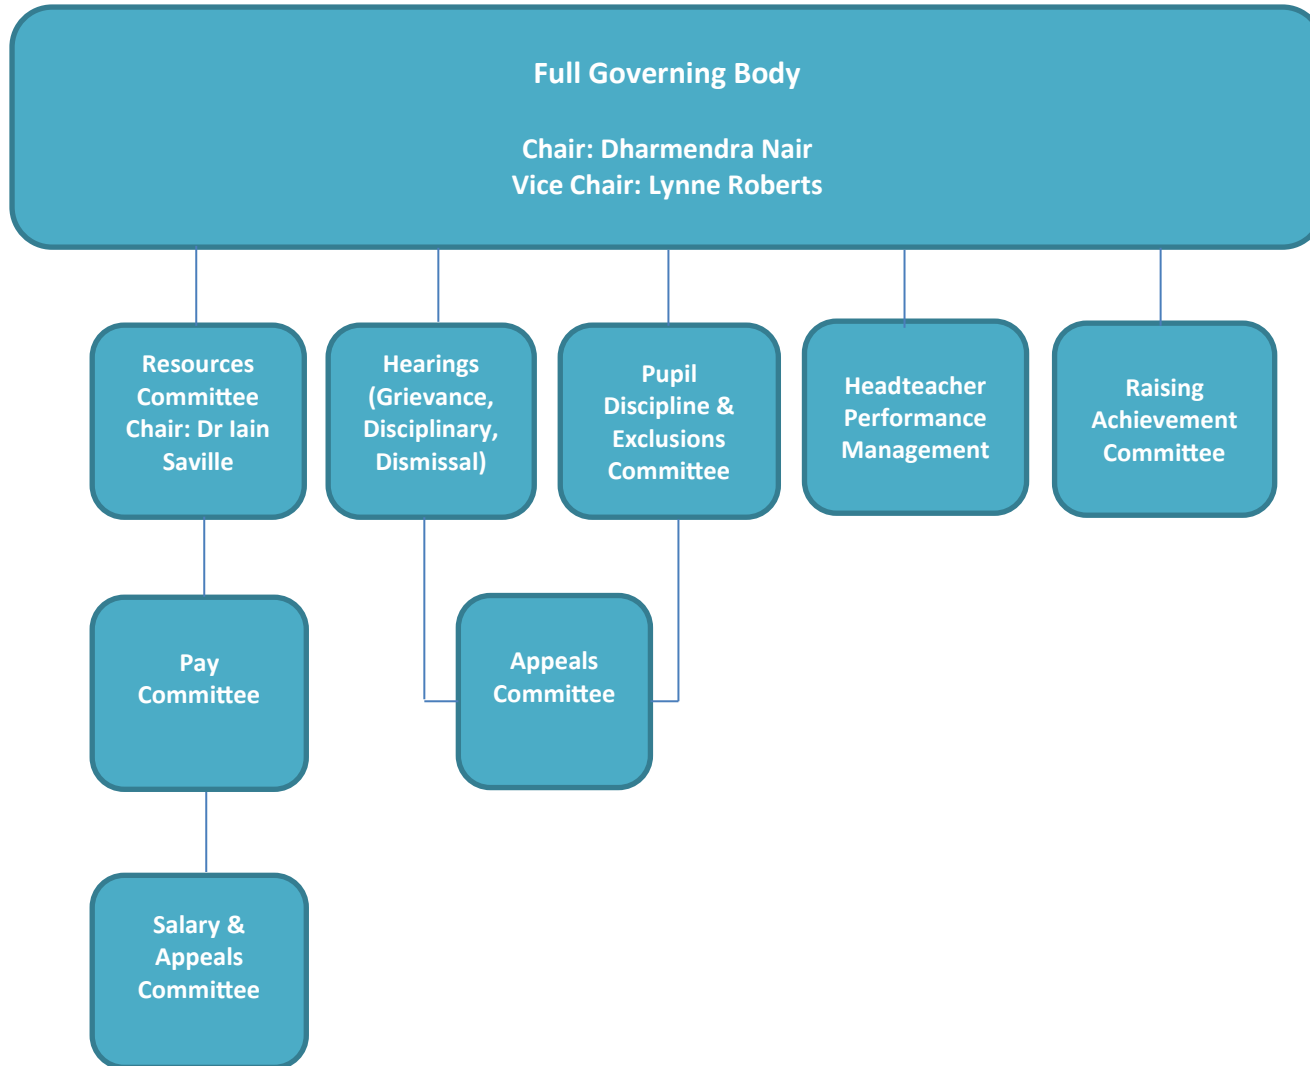 Full Governing Body
Chair: Dharmendra Nair
Vice Chair: Lynne Roberts
Resources
Committee
Chair: Dr Iain
Saville
Hearings
(Grievance,
Disciplinary,
Dismissal)
Pupil
Discipline &
Exclusions
Committee
Headteacher
Performance
Management
Raising
Achievement
Committee
Pay
Committee
Appeals
Committee
Salary &
Appeals
Committee